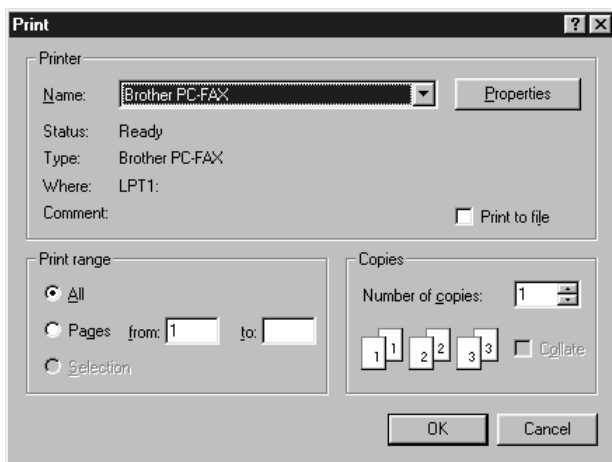 Print
Printer
Name: Brother PC-FAX Properties
Status: Ready
Type: Brother PC-FAX
Where: LPT1:
Comment: Print to file
Print range
All
Pages from: 1 to:
Selection
Copies
Number of copies: 1
1 1 2 2 3 3 Collate
OK Cancel